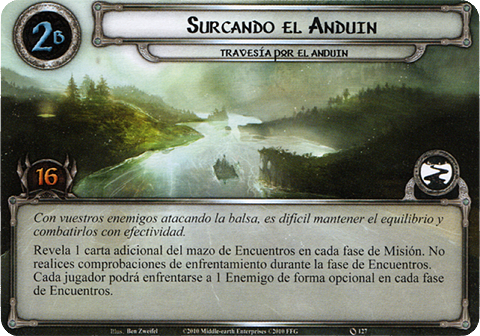 2B
SURCANDO EL ANDUIN
TRAVESÍA POR EL ANDUIN
16
Con vuestros enemigos atacando la balsa, es difícil mantener el equilibrio y
combatirlos con efectividad.
Revela 1 carta adicional del mazo de Encuentros en cada fase de Misión. No
realices comprobaciones de enfrentamiento durante la fase de Encuentros.
Cada jugador podrá enfrentarse a 1 Enemigo de forma opcional en cada fase
de Encuentros.
Illus. Ben Zweifel ©2010 Middle-earth Enterprises ©2010 FFG 127